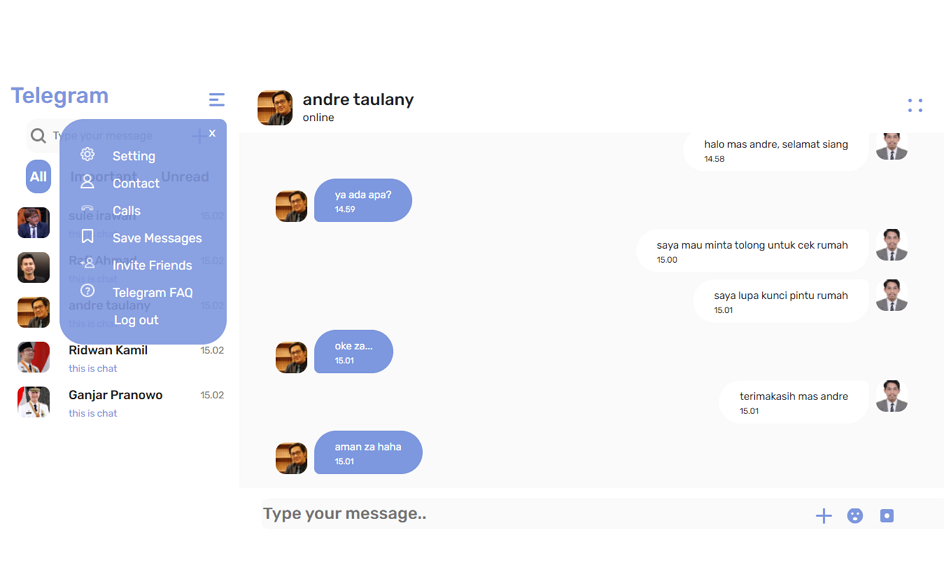 Telegram
Type your message
x
Setting
Contact
Calls
Save Messages
Invite Friends
Telegram FAQ
Log out
All
Important
Unread
sule irawan
15.02
this is chat
Ahmad
15.02
this is chat
andre taulany
15.02
this is chat
Ridwan Kamil
15.02
this is chat
Ganjar Pranowo
15.02
this is chat
andre taulany
online
halo mas andre, selamat siang
14.58
ya ada apa?
14.59
saya mau minta tolong untuk cek rumah
15.00
saya lupa kunci pintu rumah
15.01
oke za...
15.01
terimakasih mas andre
15.01
aman za haha
15.01
Type your message..